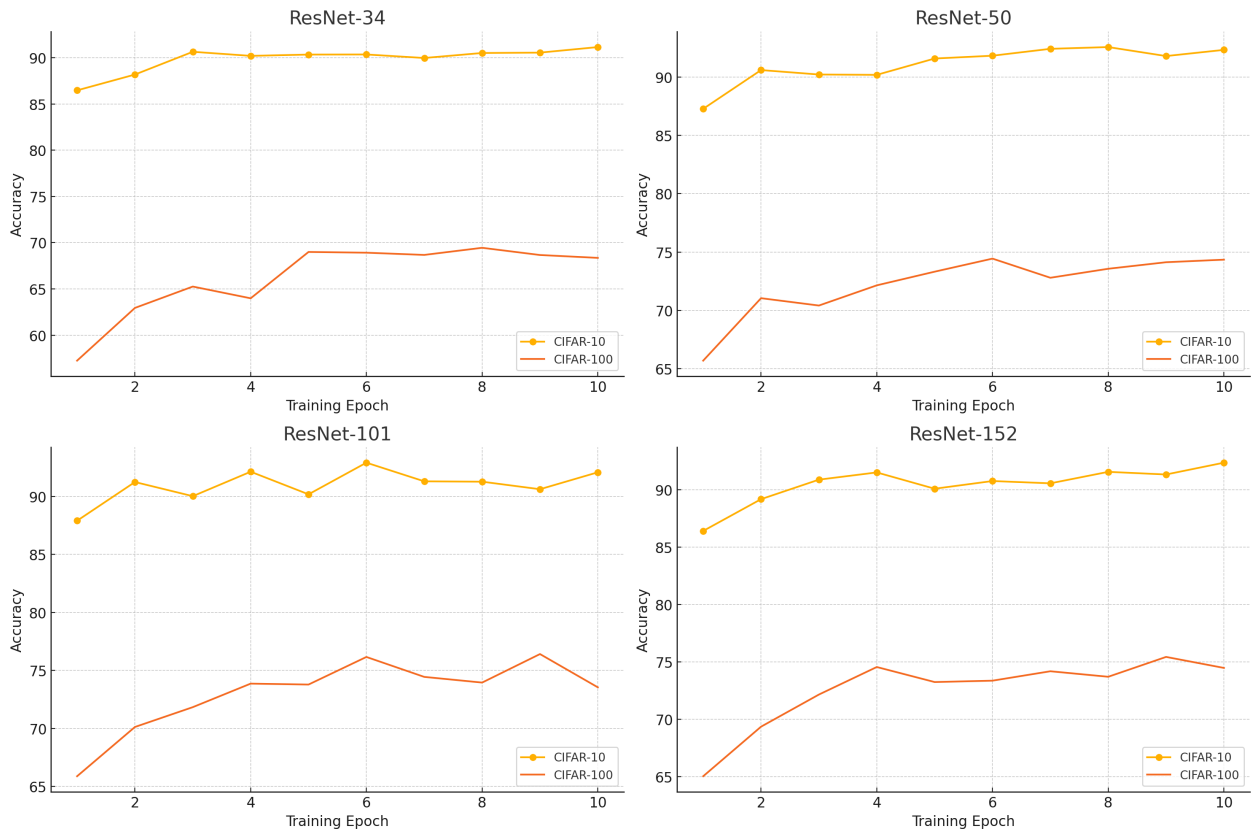 ResNet-34
90
85
80
75
70
65
60
Accuracy
2 4 6 8 10
Training Epoch
CIFAR-10
CIFAR-100
ResNet-50
90
85
80
75
70
65
Accuracy
2 4 6 8 10
Training Epoch
CIFAR-10
CIFAR-100
ResNet-101
90
85
80
75
70
65
Accuracy
2 4 6 8 10
Training Epoch
CIFAR-10
CIFAR-100
ResNet-152
90
85
80
75
70
65
Accuracy
2 4 6 8 10
Training Epoch
CIFAR-10
CIFAR-100